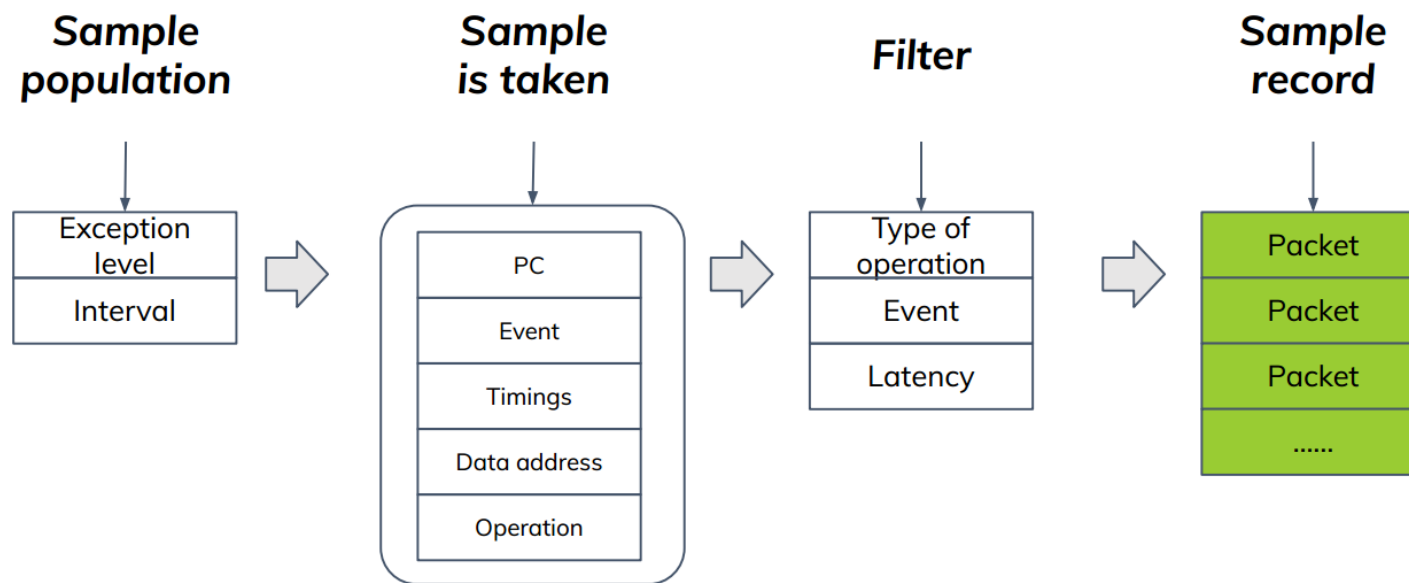 Sample
population
Sample
is taken
Filter
Sample
record
Exception
level
Interval
PC
Event
Timings
Data address
Operation
Type of
operation
Event
Latency
Packet
Packet
Packet
......